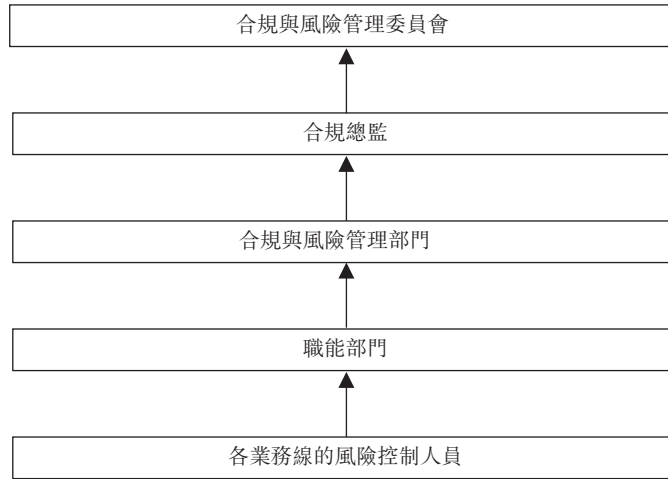 合規與風險管理委員會
合規總監
合規與風險管理部門
職能部門
各業務線的風險控制人員